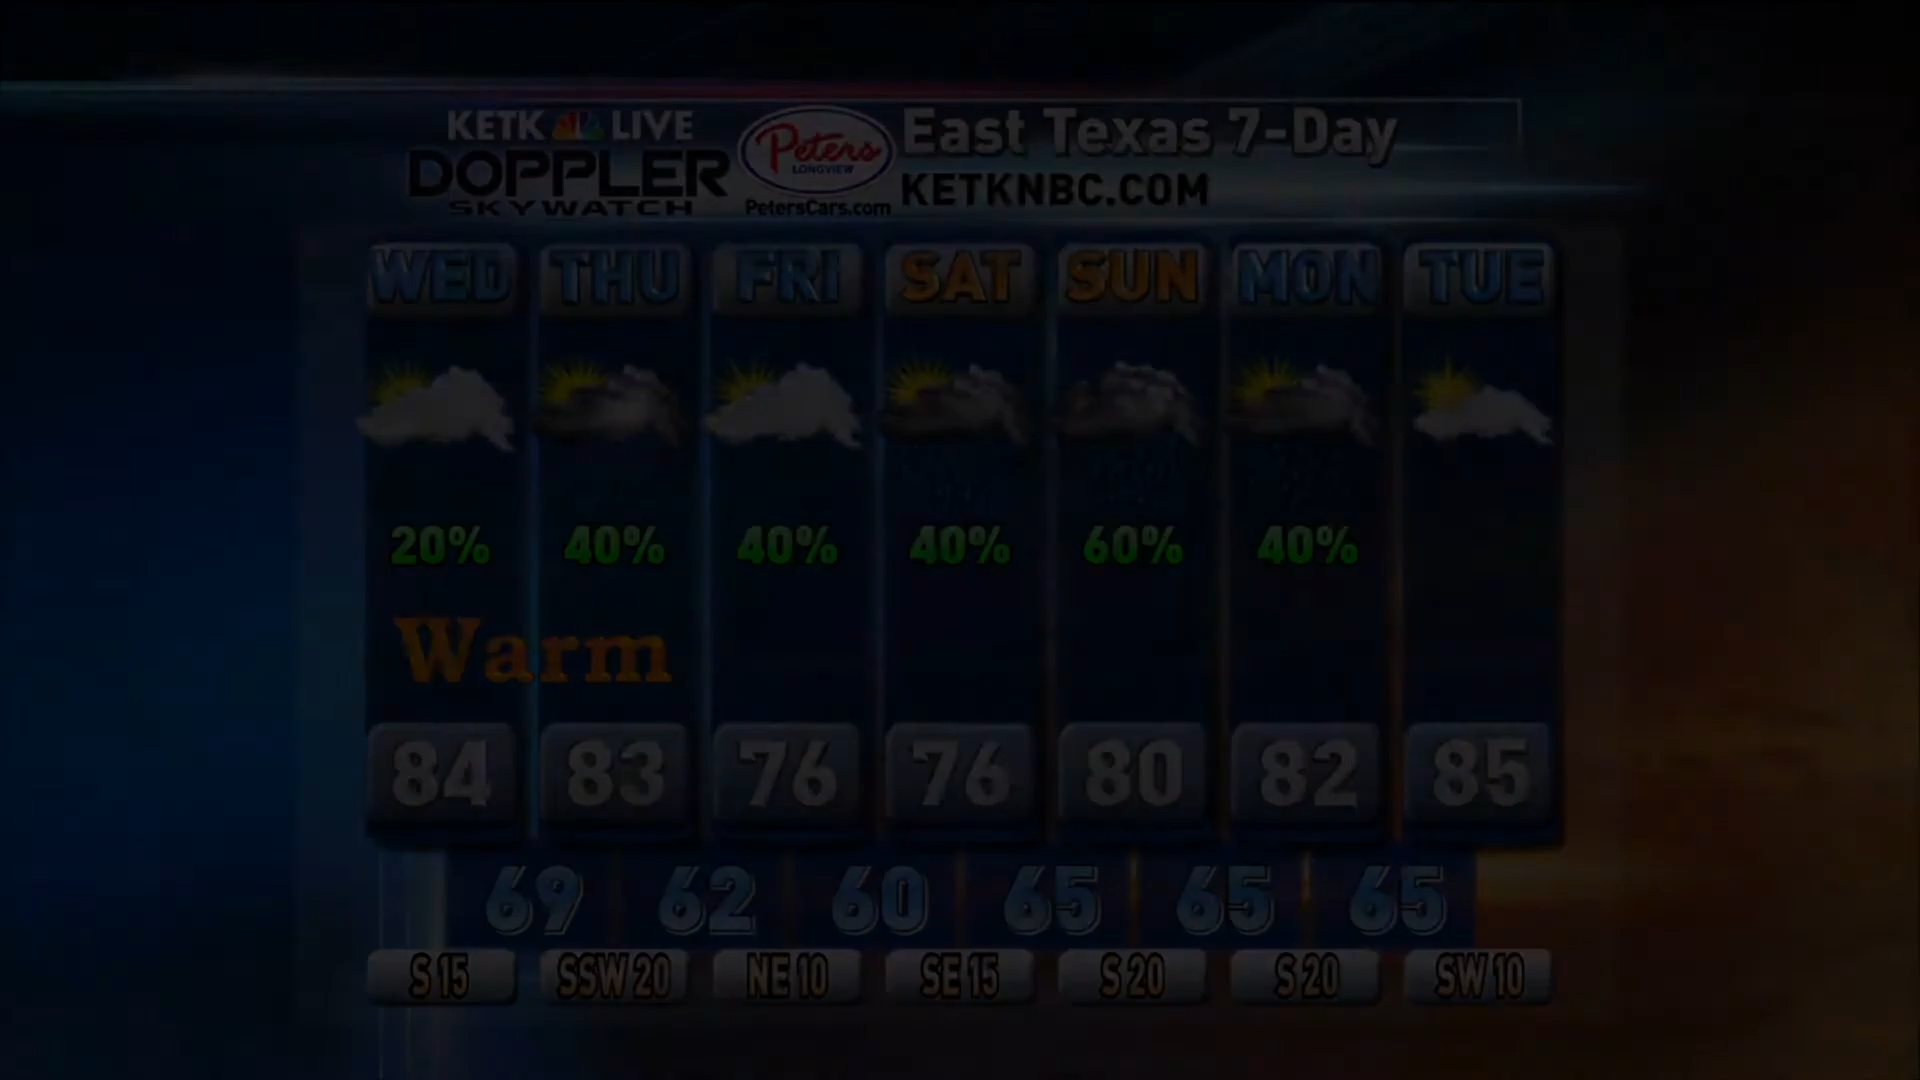 KETK LIVE
DOPPLER
SKYWATCH
Peters
LONGVIEW
PetersCars.com
East Texas 7-Day
KETKNBC.COM
WED THU FRI SAT SUN MON TUE
20% 40% 40% 40% 60% 40%
Warm
84 83 76 76 80 82 85
69 62 60 65 65 65
S 15 SSW 20 NE 10 SE 15 S 20 S 20 SW 10